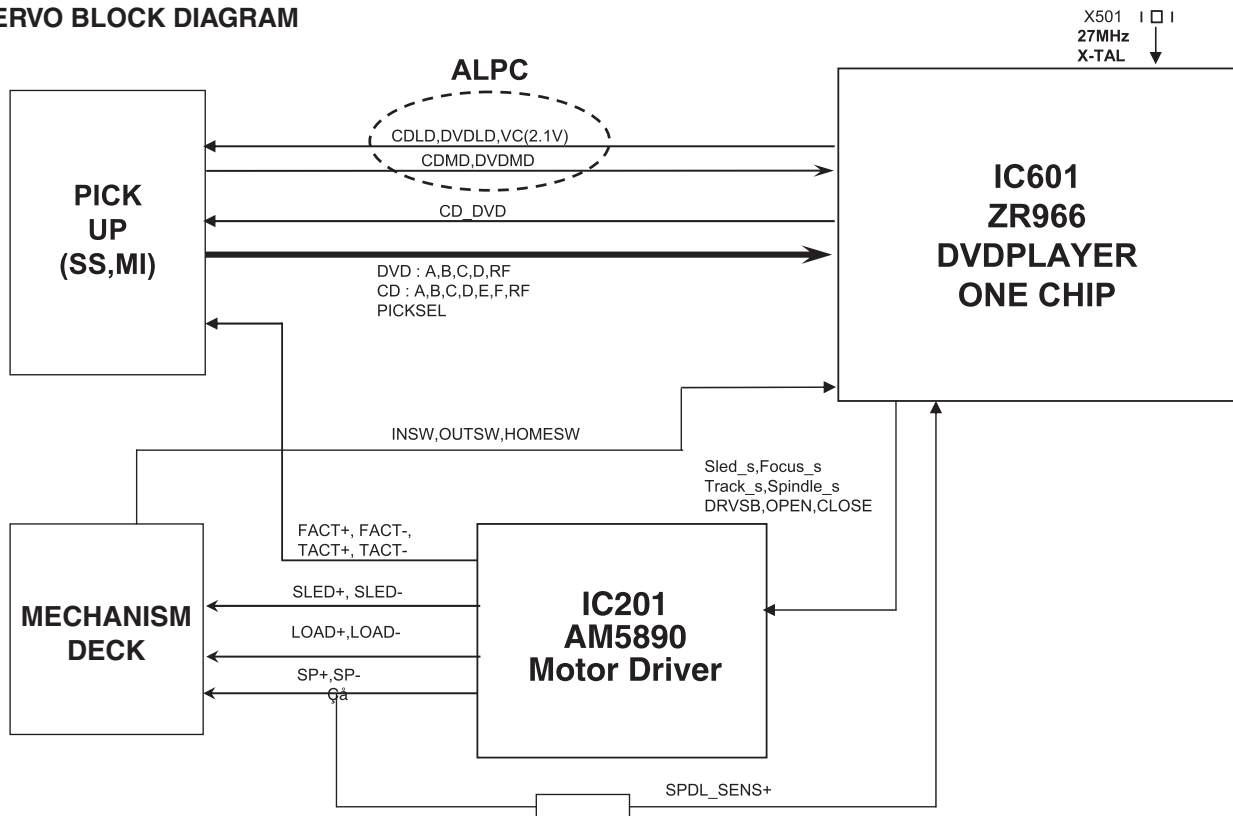 ERVO BLOCK DIAGRAM
X501
27MHz
X-TAL
ALPC
CDLD,DVDLD,VC(2.1V)
CDMD,DVDMD
CD_DVD
DVD : A,B,C,D,RF
CD : A,B,C,D,E,F,RF
PICKSEL
PICK
UP
(SS,MI)
IC601
ZR966
DVDPLAYER
ONE CHIP
INSW,OUTSW,HOMESW
Sled_s,Focus_s
Track_s,Spindle_s
DRVSB,OPEN,CLOSE
FACT+, FACT-,
TACT+, TACT-
SLED+, SLED-
LOAD+,LOAD-
SP+,SP-
Çå
MECHANISM
DECK
IC201
AM5890
Motor Driver
SPDL_SENS+